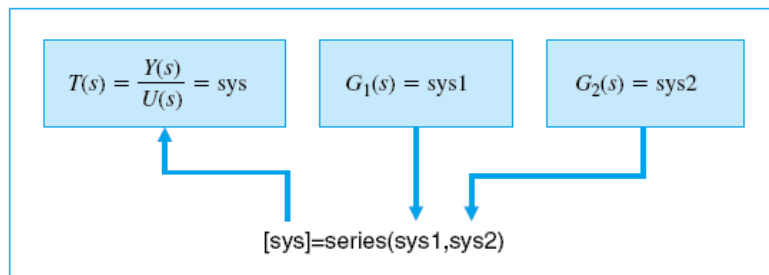 T(s) = Y(s)/U(s) = sys
G₁(s) = sys1
G₂(s) = sys2
[sys]=series(sys1,sys2)